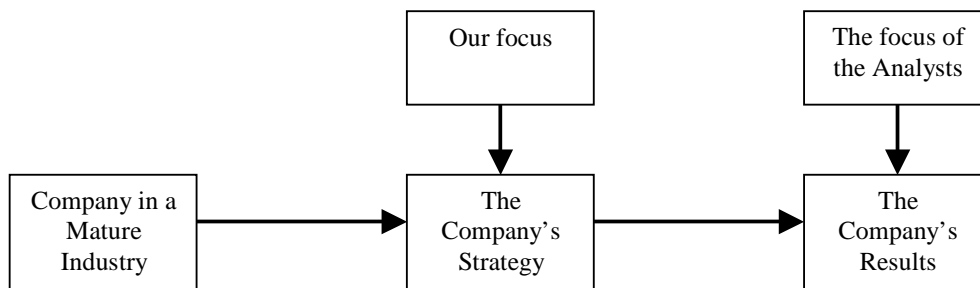 Our focus
The focus of
the Analysts
Company in a
Mature
Industry
The
Company’s
Strategy
The
Company’s
Results